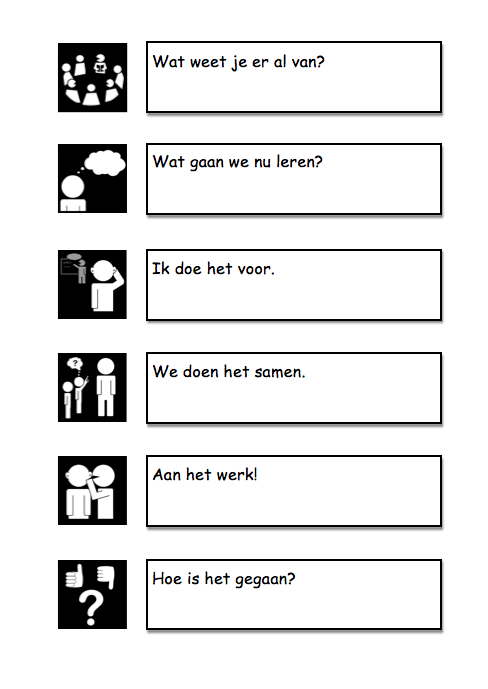 Wat weet je er al van?
Wat gaan we nu leren?
Ik doe het voor.
?
We doen het samen.
Aan het werk!
?
Hoe is het gegaan?